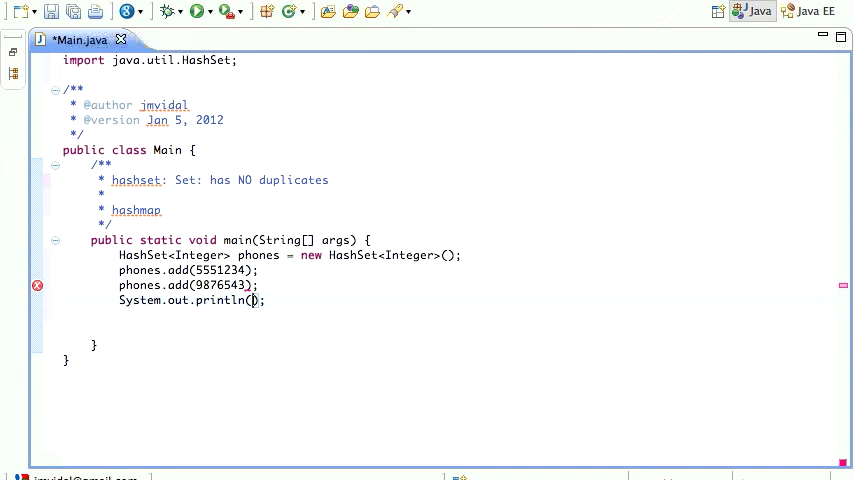 Java
Java EE
*Main.java
import java.util.HashSet;
/**
* @author jmvidal
* @version Jan 5, 2012
*/
public class Main {
/**
* hashset: Set: has NO duplicates
*
* hashmap
*/
public static void main(String[] args) {
HashSet<Integer> phones = new HashSet<Integer>();
phones.add(5551234);
phones.add(9876543);
System.out.println();
}
}